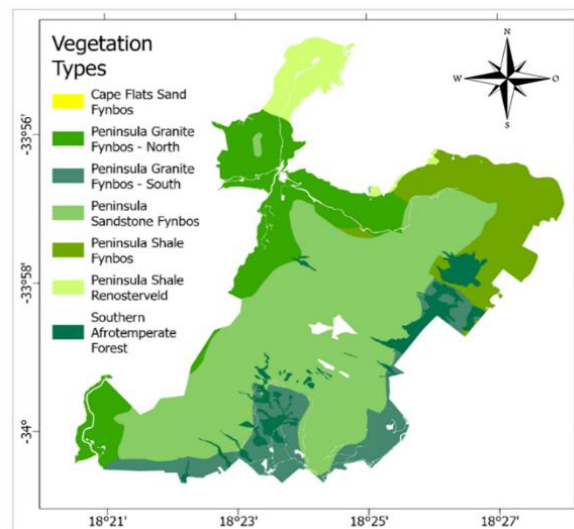 18°21' 18°23' 18°25' 18°27'
Vegetation
Types
Cape Flats Sand
Fynbos
Peninsula Granite
Fynbos - North
Peninsula Granite
Fynbos - South
Peninsula
Sandstone Fynbos
Peninsula Shale
Fynbos
Peninsula Shale
Renosterveld
Southern
Afrotemperate
Forest
N
W O
S
-33°56'
-33°58'
-34°